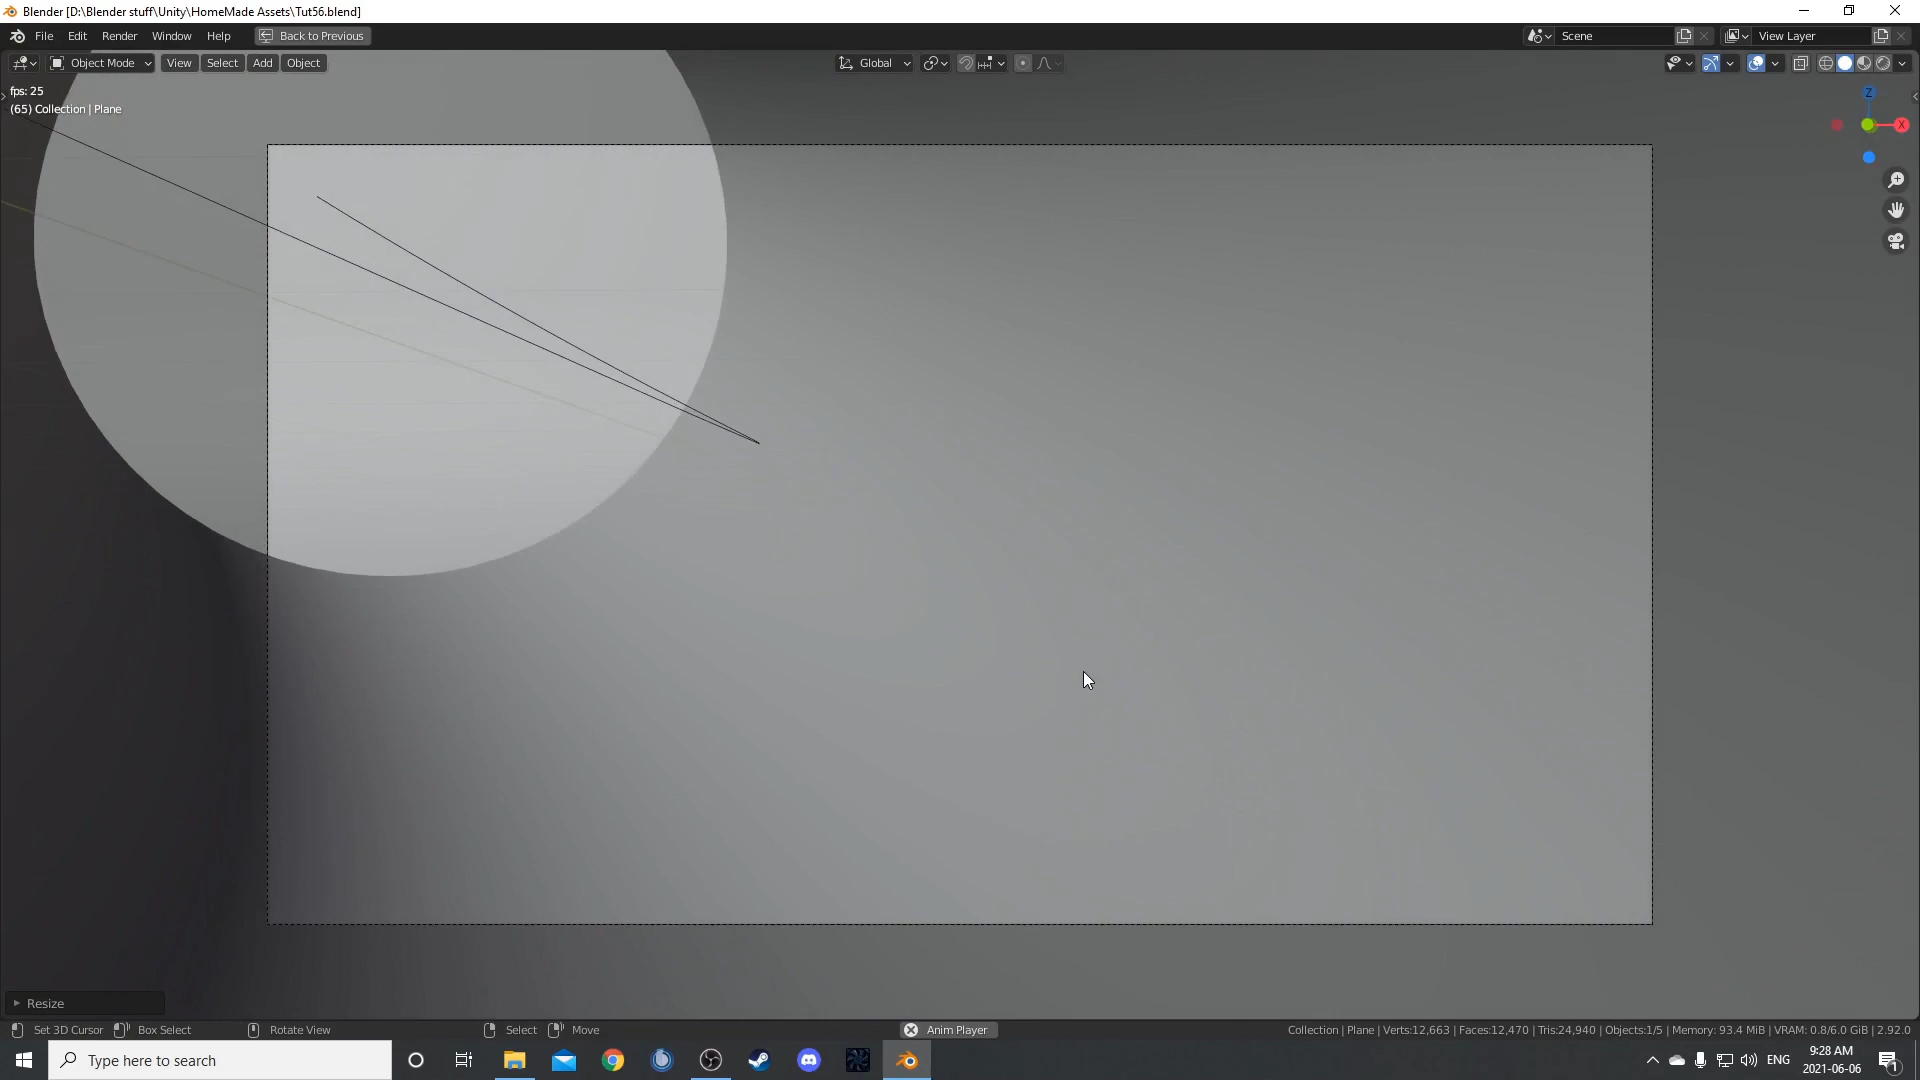 Blender [D:\Blender stuff\Unity\HomeMade Assets\Tut56.blend]
File Edit Render Window Help Back to Previous Scene View Layer
Object Mode View Select Add Object Global
fps: 25
(65) Collection | Plane
Z
X
Resize
Set 3D Cursor Box Select Rotate View Select Move Anim Player Collection | Plane | Verts:12,663 | Faces:12,470 | Tris:24,940 | Objects:1/5 | Memory: 93.4 MiB | VRAM: 0.8/6.0 GiB | 2.92.0
Type here to search ENG 9:28 AM
2021-06-06 1